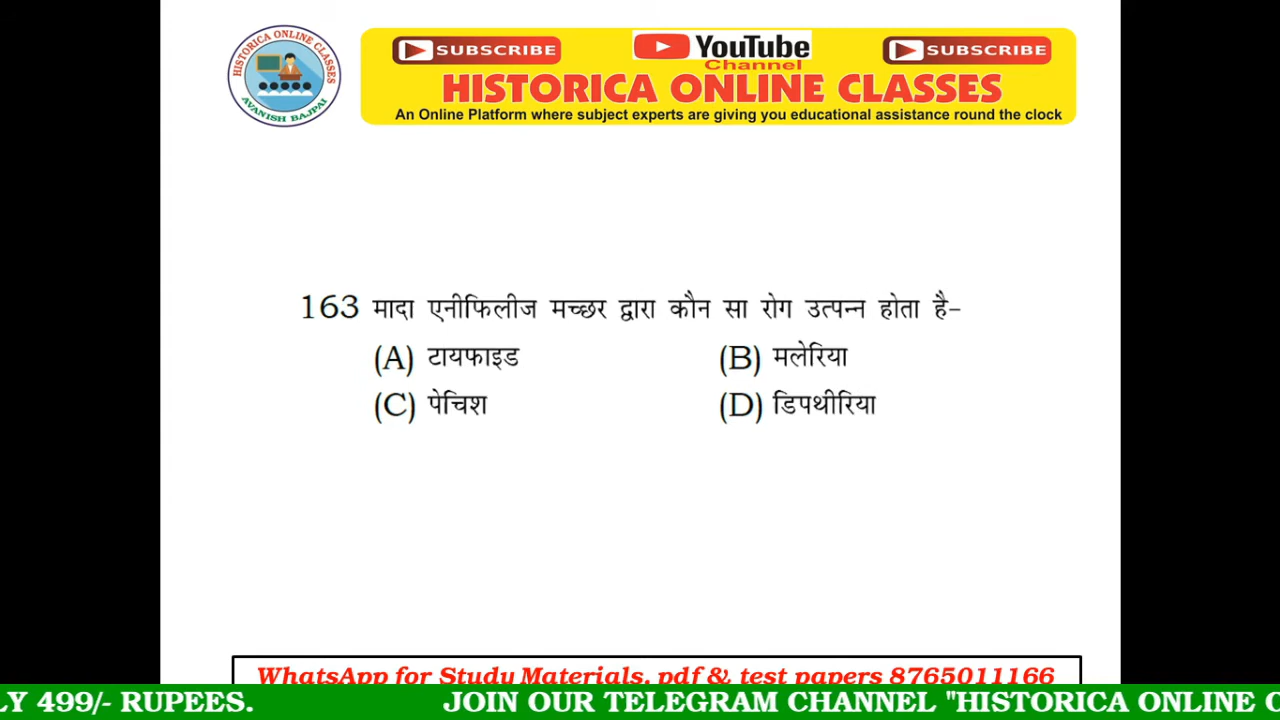 HISTORICA ONLINE CLASSES
AVANISH BAJPAI
SUBSCRIBE
YouTube
SUBSCRIBE
Channel
HISTORICA ONLINE CLASSES
An Online Platform where subject experts are giving you educational assistance round the clock
163 मादा एनीफिलीज मच्छर द्वारा कौन सा रोग उत्पन्न होता है-
(A) टायफाइड (B) मलेरिया
(C) पेचिश (D) डिपथीरिया
WhatsApp for Study Materials, pdf & test papers 8765011166
LY 499/- RUPEES. JOIN OUR TELEGRAM CHANNEL "HISTORICA ONLINE C